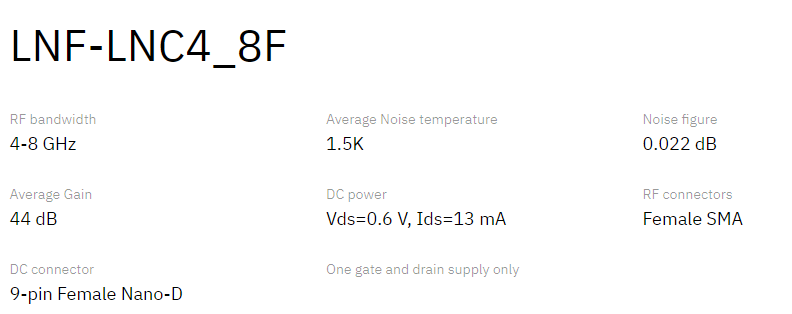 LNF-LNC4_8F
RF bandwidth
4-8 GHz
Average Noise temperature
1.5K
Noise figure
0.022 dB
Average Gain
44 dB
DC power
Vds=0.6 V, Ids=13 mA
RF connectors
Female SMA
DC connector
9-pin Female Nano-D
One gate and drain supply only